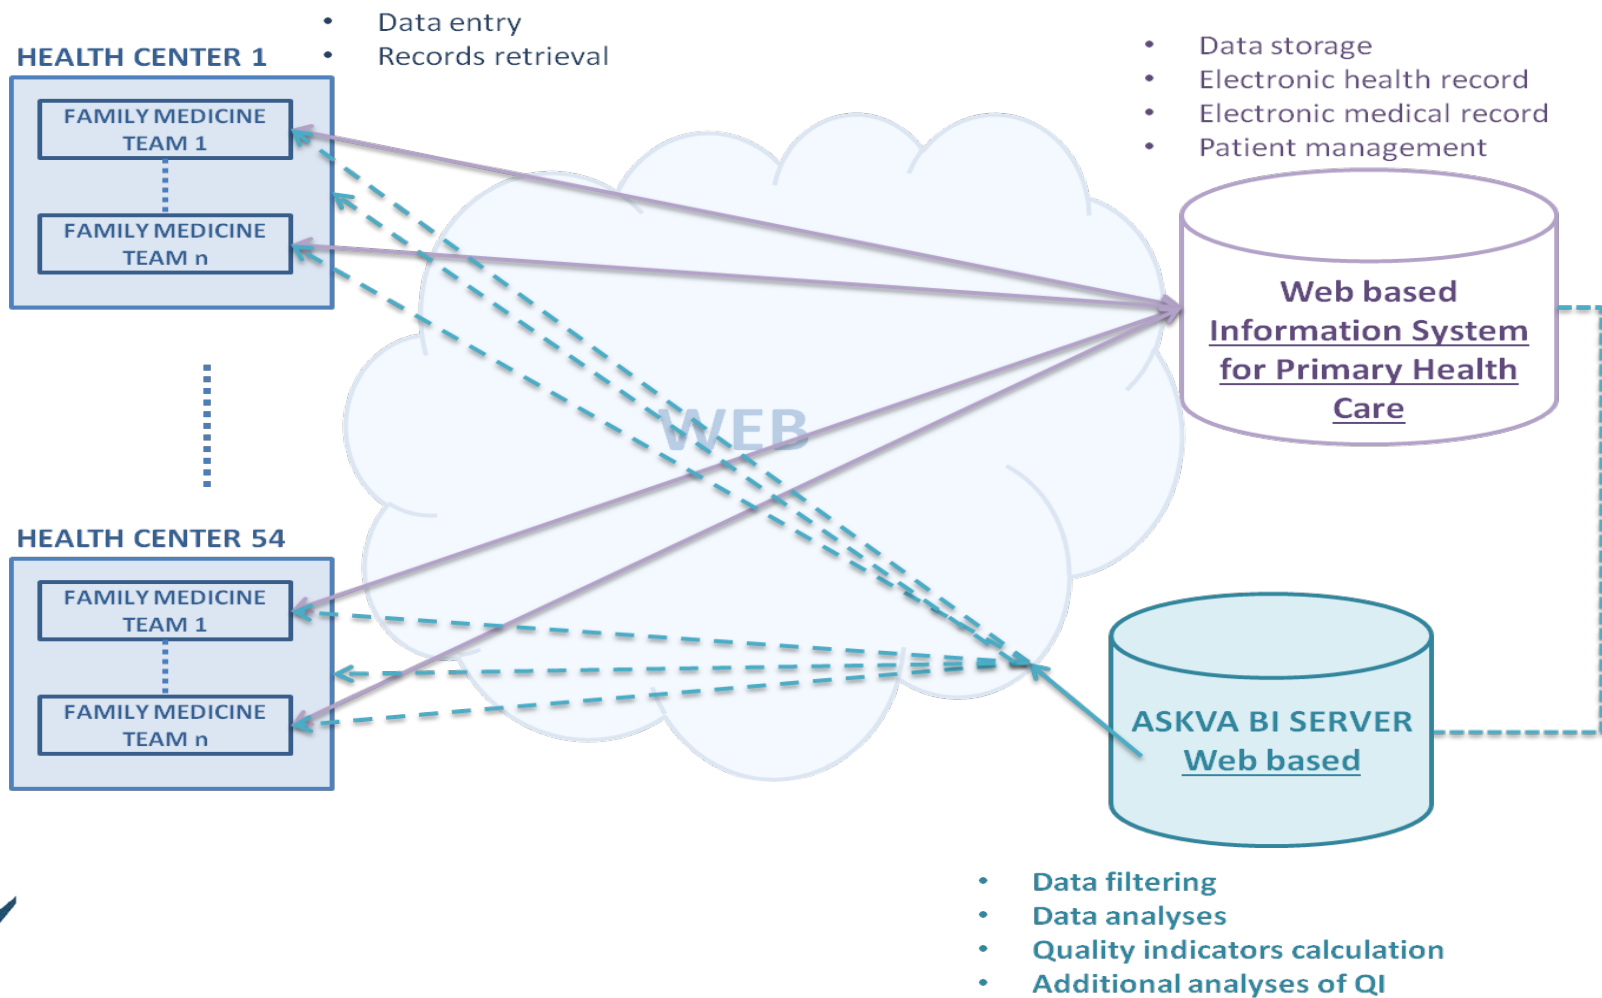 • Data entry
• Records retrieval
HEALTH CENTER 1
FAMILY MEDICINE
TEAM 1
FAMILY MEDICINE
TEAM n
• Data storage
• Electronic health record
• Electronic medical record
• Patient management
Web based
Information System
for Primary Health
Care
WEB
HEALTH CENTER 54
FAMILY MEDICINE
TEAM 1
FAMILY MEDICINE
TEAM n
ASKVA BI SERVER
Web based
• Data filtering
• Data analyses
• Quality indicators calculation
• Additional analyses of QI